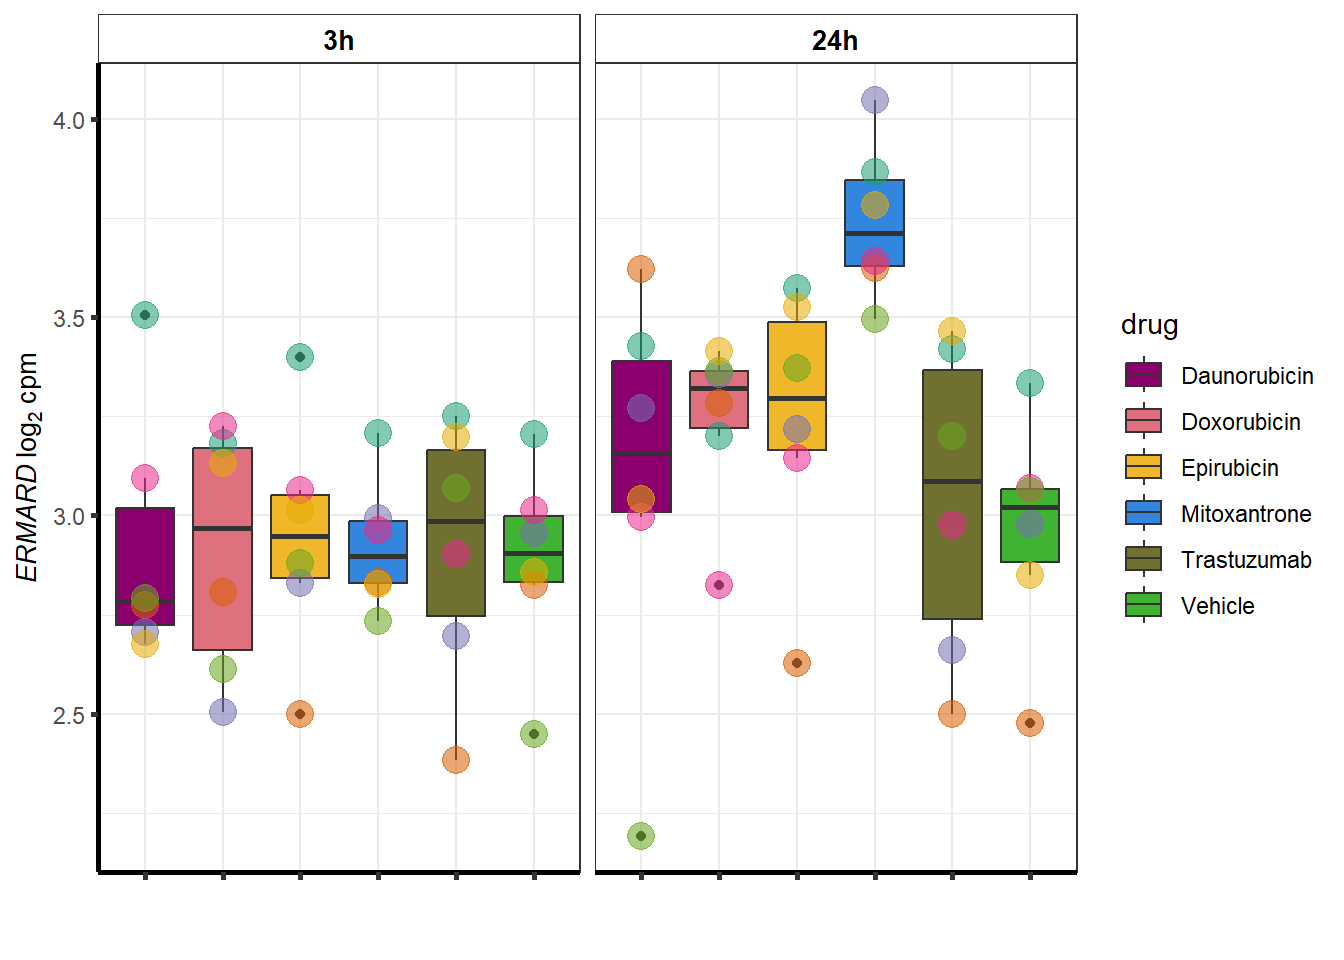 3h
24h
4.0
3.5
3.0
2.5
ERMARD log2 cpm
drug
Daunorubicin
Doxorubicin
Epirubicin
Mitoxantrone
Trastuzumab
Vehicle